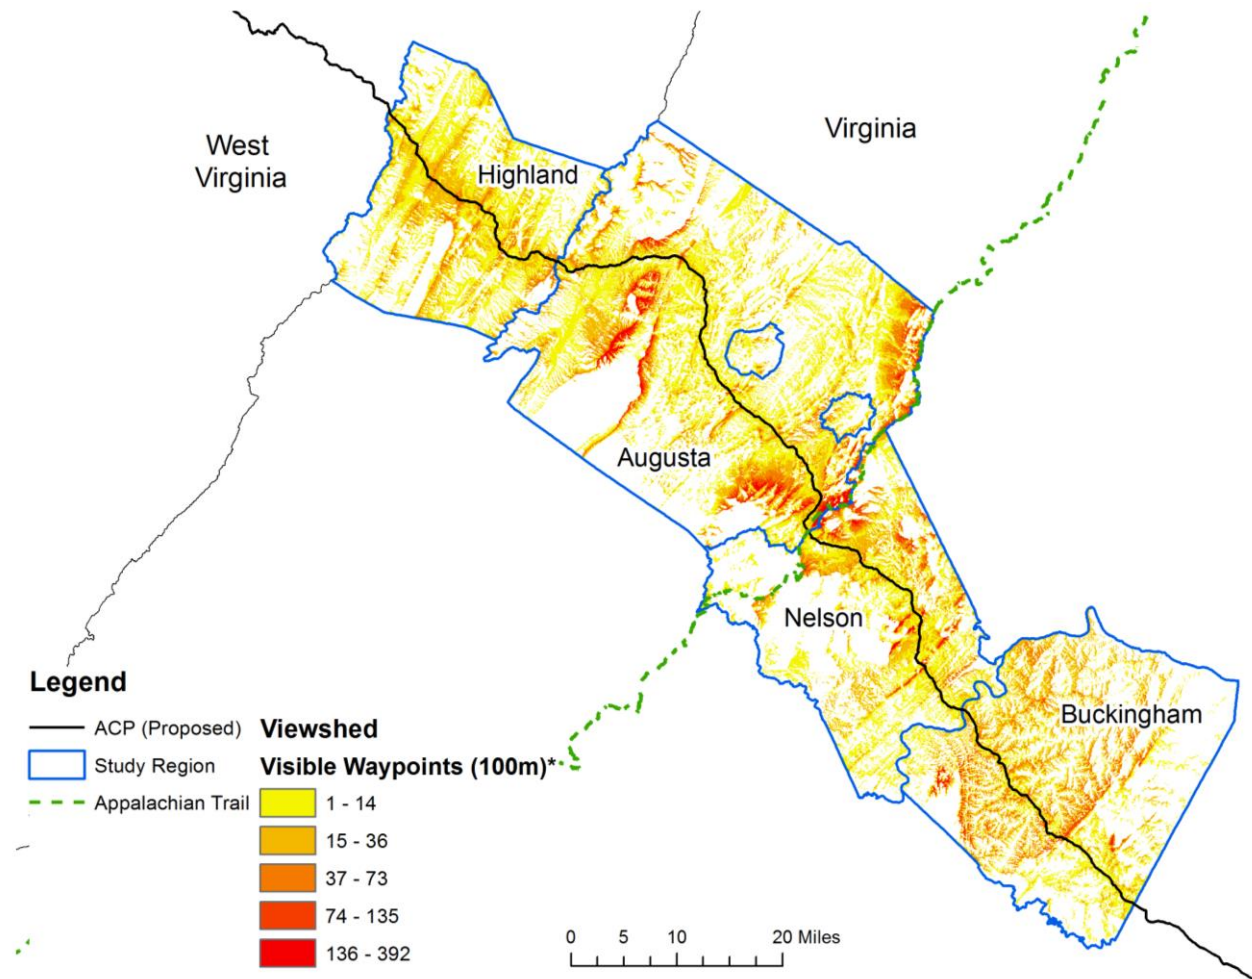 West
Virginia
Virginia
Highland
Augusta
Nelson
Buckingham
Legend
ACP (Proposed)
Study Region
Appalachian Trail
Viewshed
Visible Waypoints (100m)*
1 - 14
15 - 36
37 - 73
74 - 135
136 - 392
0 5 10 20 Miles